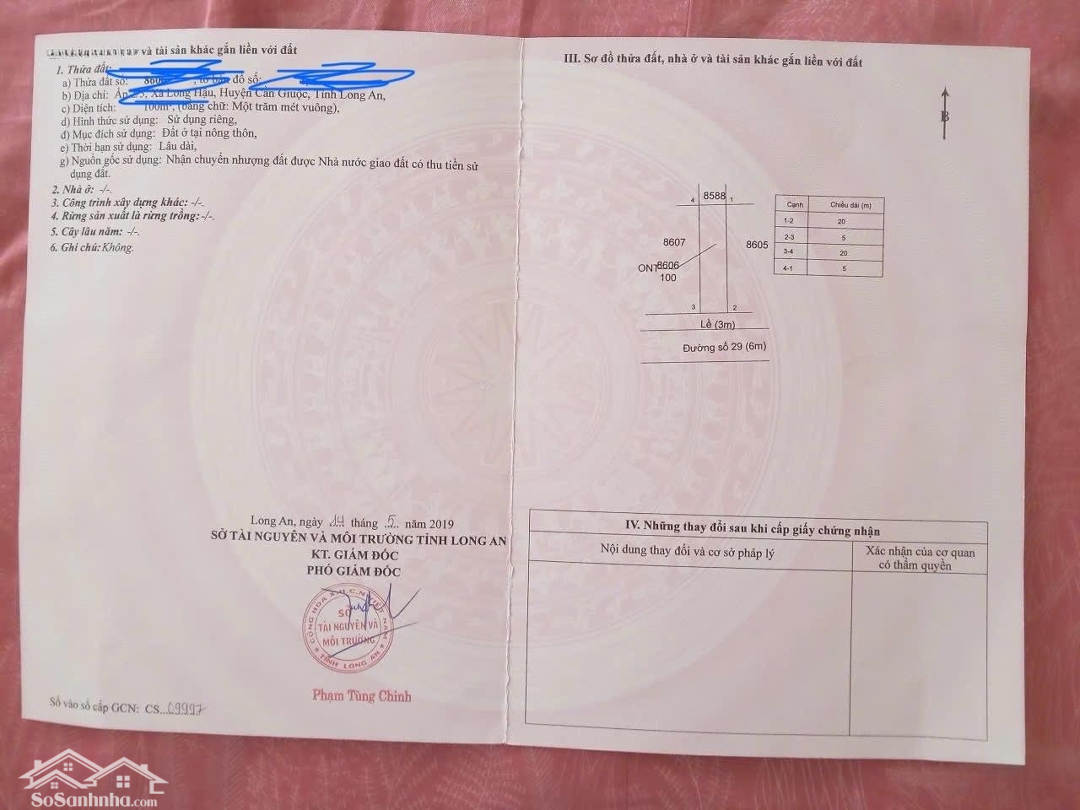 và tài sản khác gắn liền với đất
1. Thửa đất:
a) Thửa đất số: đồ số:
b) Địa chỉ: Xã Long Hậu, Huyện Cần Giuộc, Tỉnh Long An,
c) Diện tích: 100m², (bằng chữ: Một trăm mét vuông),
d) Hình thức sử dụng: Sử dụng riêng,
đ) Mục đích sử dụng: Đất ở tại nông thôn,
e) Thời hạn sử dụng: Lâu dài,
g) Nguồn gốc sử dụng: Nhận chuyển nhượng đất được Nhà nước giao đất có thu tiền sử
dụng đất.
2. Nhà ở: -/-.
3. Công trình xây dựng khác: -/-.
4. Rừng sản xuất là rừng trồng: -/-.
5. Cây lâu năm: -/-.
6. Ghi chú: Không.
Long An, ngày 14 tháng 5 năm 2019
SỞ TÀI NGUYÊN VÀ MÔI TRƯỜNG TỈNH LONG AN
KT. GIÁM ĐỐC
PHÓ GIÁM ĐỐC
CỘNG HÒA X.H.C.N VIỆT NAM
SỞ
TÀI NGUYÊN VÀ
MÔI TRƯỜNG
TỈNH LONG AN
Phạm Tùng Chinh
Số vào sổ cấp GCN: CS...09997
III. Sơ đồ thửa đất, nhà ở và tài sản khác gắn liền với đất
B
4 8588 1
8607 8605
ONT 8606
100
3 2
Lề (3m)
Đường số 29 (6m)
Cạnh Chiều dài (m)
1-2 20
2-3 5
3-4 20
4-1 5
IV. Những thay đổi sau khi cấp giấy chứng nhận
Nội dung thay đổi và cơ sở pháp lý
Xác nhận của cơ quan
có thẩm quyền
SoSanhnha.com